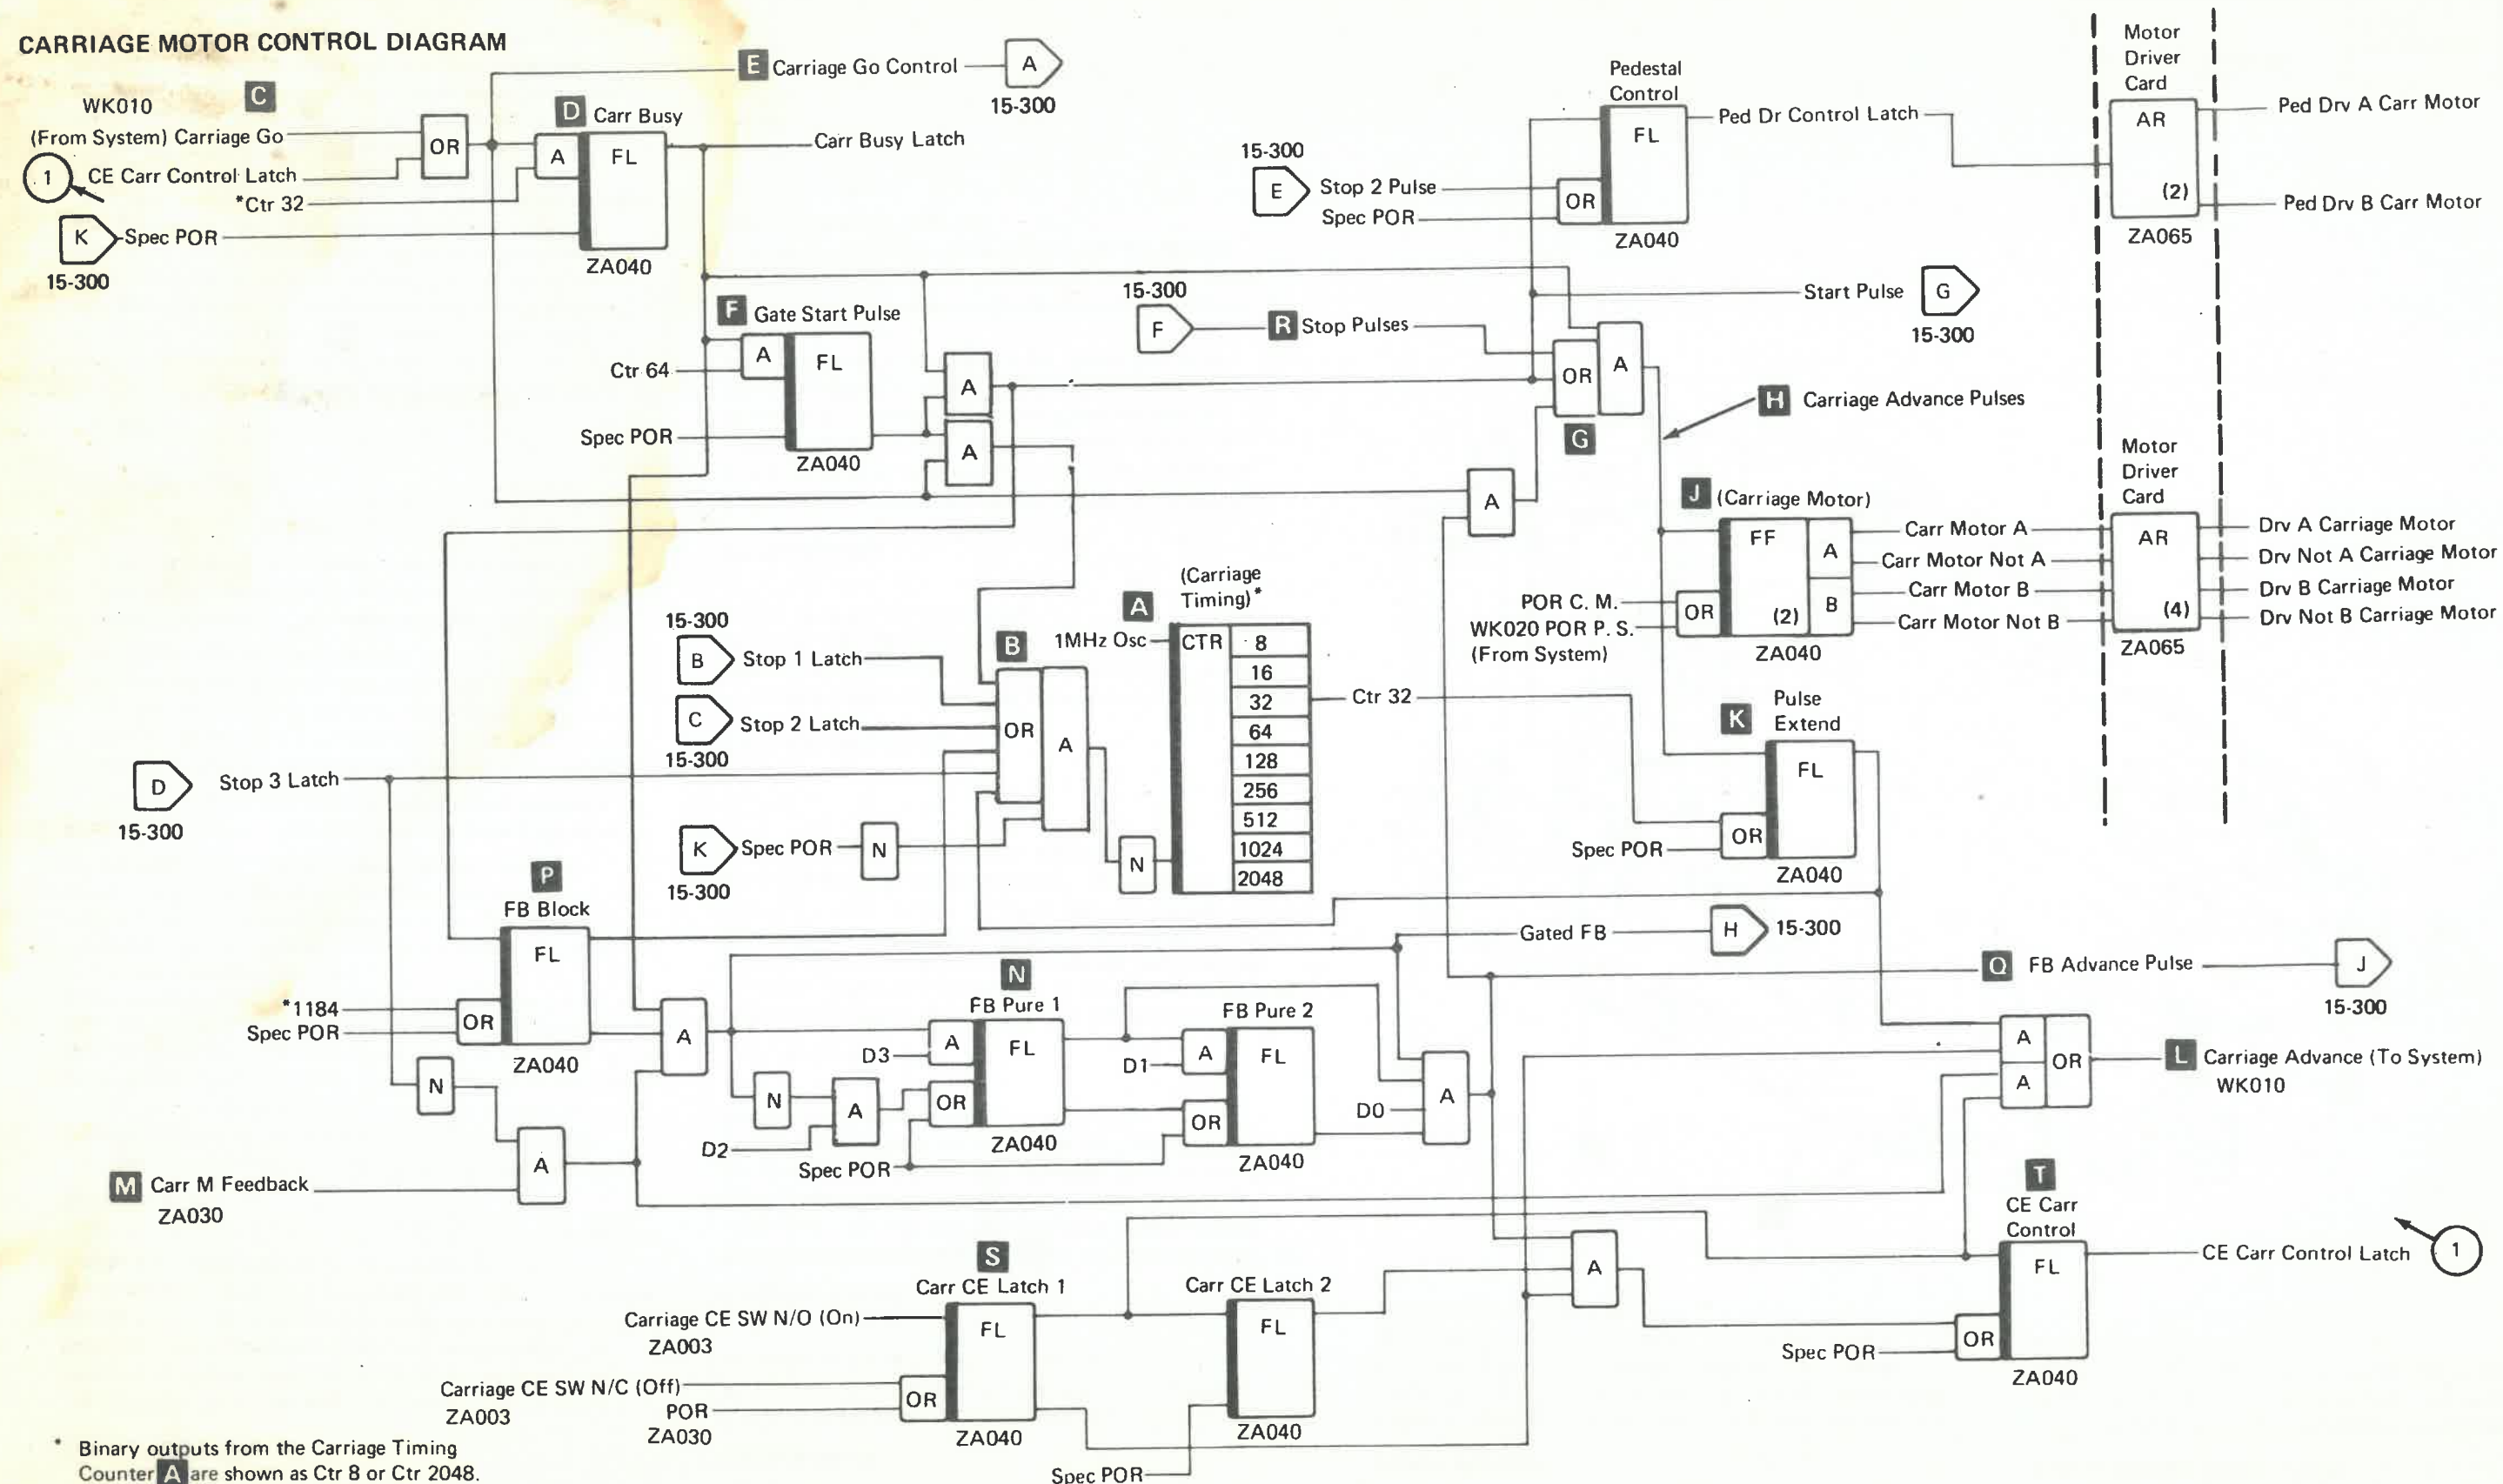 CARRIAGE MOTOR CONTROL DIAGRAM
C
WK010
(From System) Carriage Go
1
CE Carr Control Latch
*Ctr 32
K
Spec POR
15-300
OR
E
Carriage Go Control
A
15-300
D
Carr Busy
A
FL
ZA040
Carr Busy Latch
F
Gate Start Pulse
Ctr 64
A
FL
Spec POR
ZA040
A
A
15-300
E
Stop 2 Pulse
Spec POR
Pedestal
Control
FL
OR
ZA040
Ped Dr Control Latch
Motor
Driver
Card
AR
(2)
ZA065
Ped Drv A Carr Motor
Ped Drv B Carr Motor
15-300
F
R
Stop Pulses
Start Pulse
G
15-300
OR
A
G
A
H
Carriage Advance Pulses
J
(Carriage Motor)
FF
(2)
A
B
OR
POR C. M.
WK020 POR P. S.
(From System)
ZA040
Carr Motor A
Carr Motor Not A
Carr Motor B
Carr Motor Not B
Motor
Driver
Card
AR
(4)
ZA065
Drv A Carriage Motor
Drv Not A Carriage Motor
Drv B Carriage Motor
Drv Not B Carriage Motor
15-300
B
Stop 1 Latch
C
Stop 2 Latch
15-300
B
OR
A
A
(Carriage
Timing)*
1MHz Osc
CTR
8
16
32
64
128
256
512
1024
2048
Ctr 32
K
Pulse
Extend
FL
OR
Spec POR
ZA040
D
Stop 3 Latch
15-300
K
Spec POR
N
15-300
N
P
FB Block
FL
*1184
Spec POR
OR
ZA040
A
N
Gated FB
H
15-300
N
FB Pure 1
A
FL
D3
OR
ZA040
N
A
D2
Spec POR
FB Pure 2
A
FL
D1
OR
ZA040
D0
A
Q
FB Advance Pulse
J
15-300
A
A
OR
L
Carriage Advance (To System)
WK010
M
Carr M Feedback
ZA030
A
T
CE Carr
Control
FL
OR
Spec POR
ZA040
CE Carr Control Latch
1
S
Carr CE Latch 1
FL
Carriage CE SW N/O (On)
ZA003
Carriage CE SW N/C (Off)
ZA003
POR
ZA030
OR
ZA040
Carr CE Latch 2
FL
ZA040
Spec POR
A
* Binary outputs from the Carriage Timing
Counter A are shown as Ctr 8 or Ctr 2048.